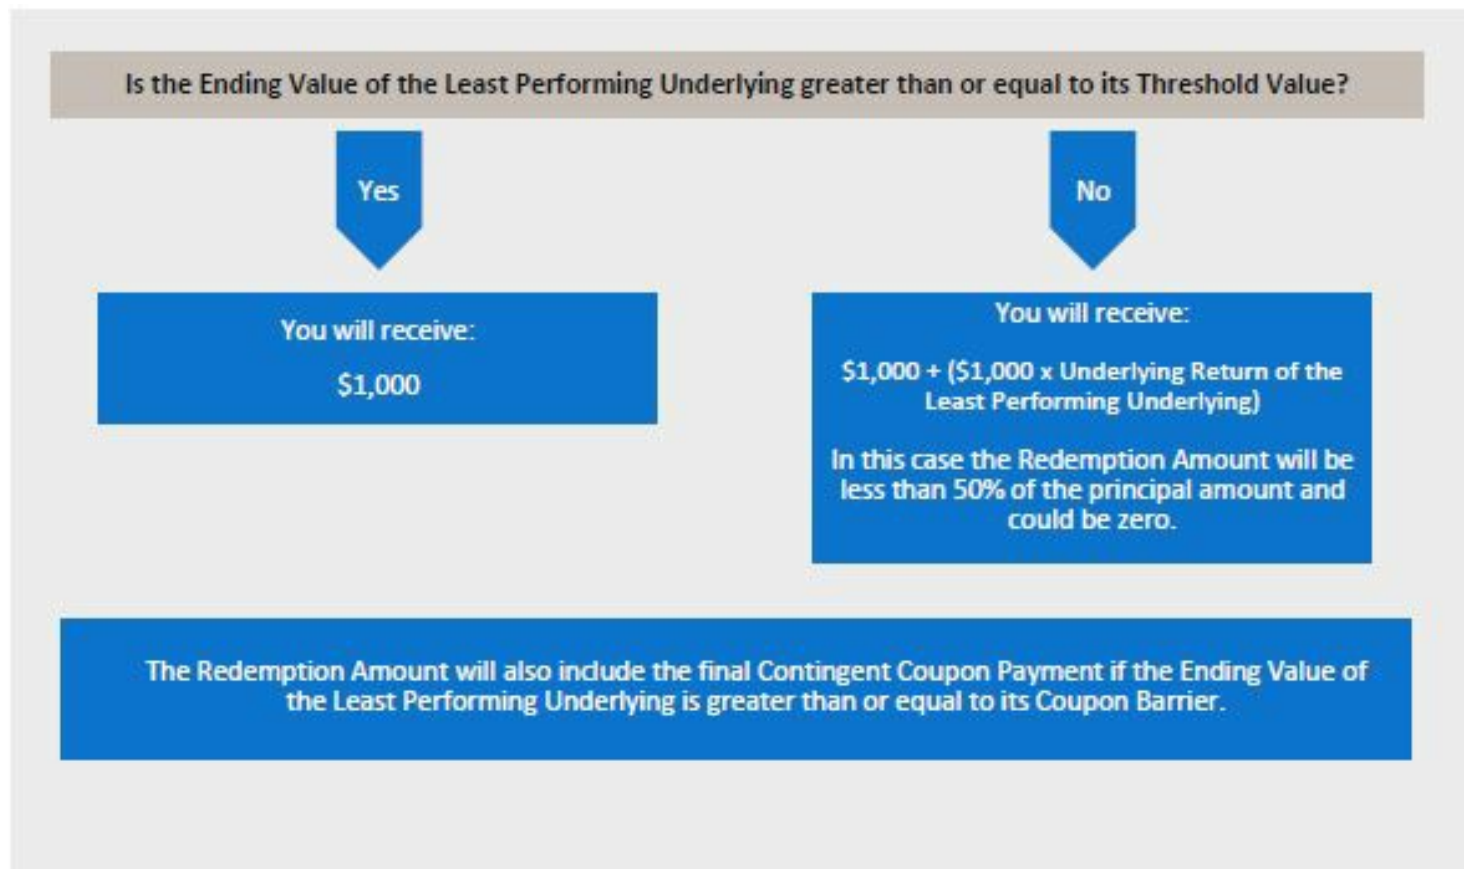 Is the Ending Value of the Least Performing Underlying greater than or equal to its Threshold Value?
Yes
No
You will receive:
$1,000
You will receive:
$1,000 + ($1,000 x Underlying Return of the
Least Performing Underlying)
In this case the Redemption Amount will be
less than 50% of the principal amount and
could be zero.
The Redemption Amount will also include the final Contingent Coupon Payment if the Ending Value of
the Least Performing Underlying is greater than or equal to its Coupon Barrier.